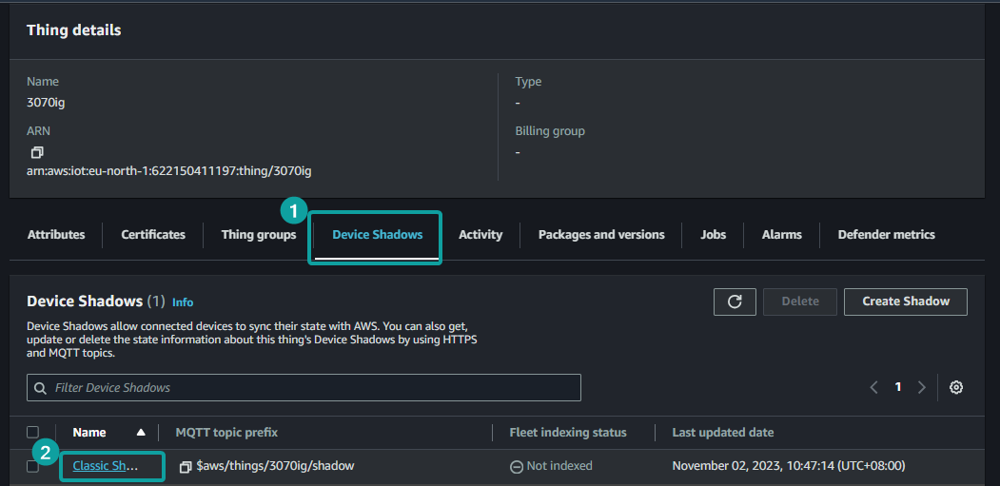 Thing details
Name
3070ig
Type
-
ARN
arn:aws:iot:eu-north-1:622150411197:thing/3070ig
Billing group
-
1
Attributes Certificates Thing groups Device Shadows Activity Packages and versions Jobs Alarms Defender metrics
Device Shadows (1) Info
Delete
Create Shadow
Device Shadows allow connected devices to sync their state with AWS. You can also get,
update or delete the state information about this thing's Device Shadows by using HTTPS
and MQTT topics.
Filter Device Shadows
1
Name MQTT topic prefix Fleet indexing status Last updated date
2
Classic Sh... $aws/things/3070ig/shadow Not indexed November 02, 2023, 10:47:14 (UTC+08:00)